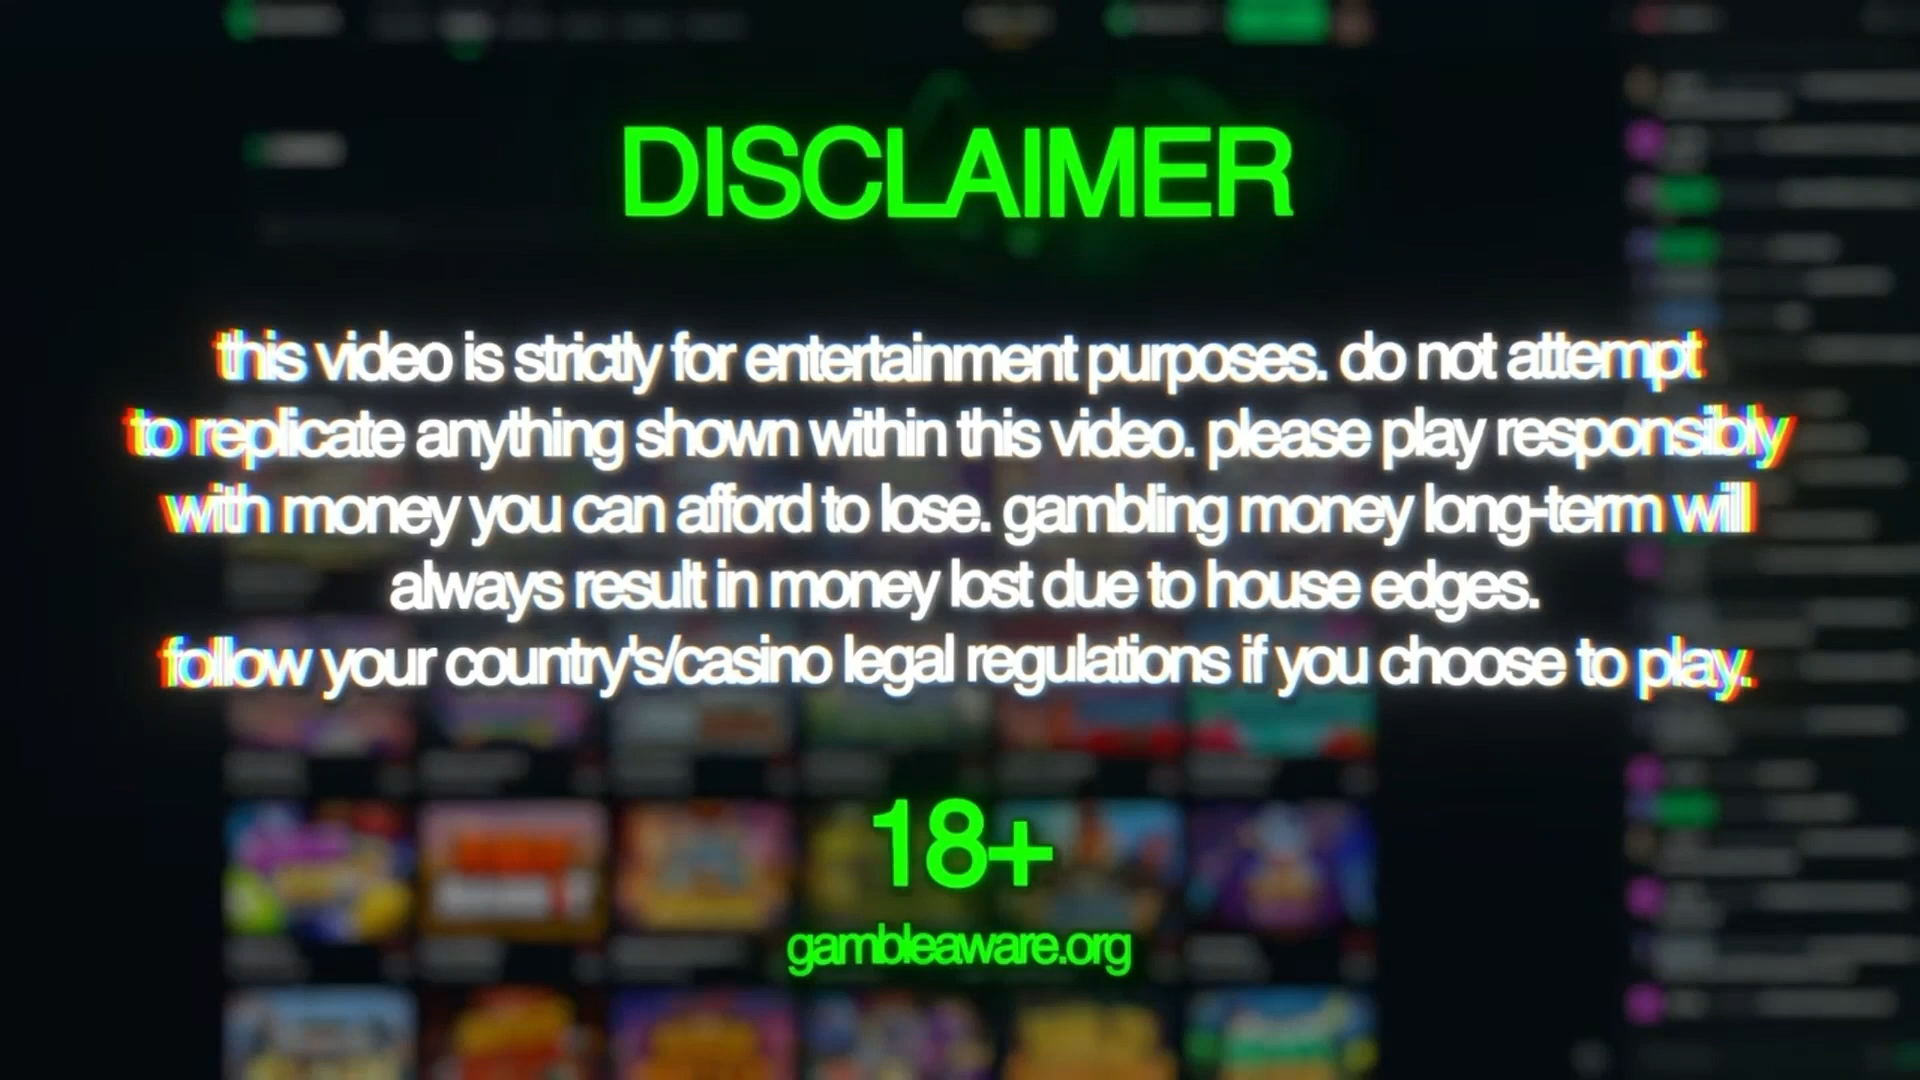 DISCLAIMER
this video is strictly for entertainment purposes. do not attempt
to replicate anything shown within this video. please play responsibly
with money you can afford to lose. gambling money long-term will
always result in money lost due to house edges.
follow your country's/casino legal regulations if you choose to play.
18+
gambleaware.org